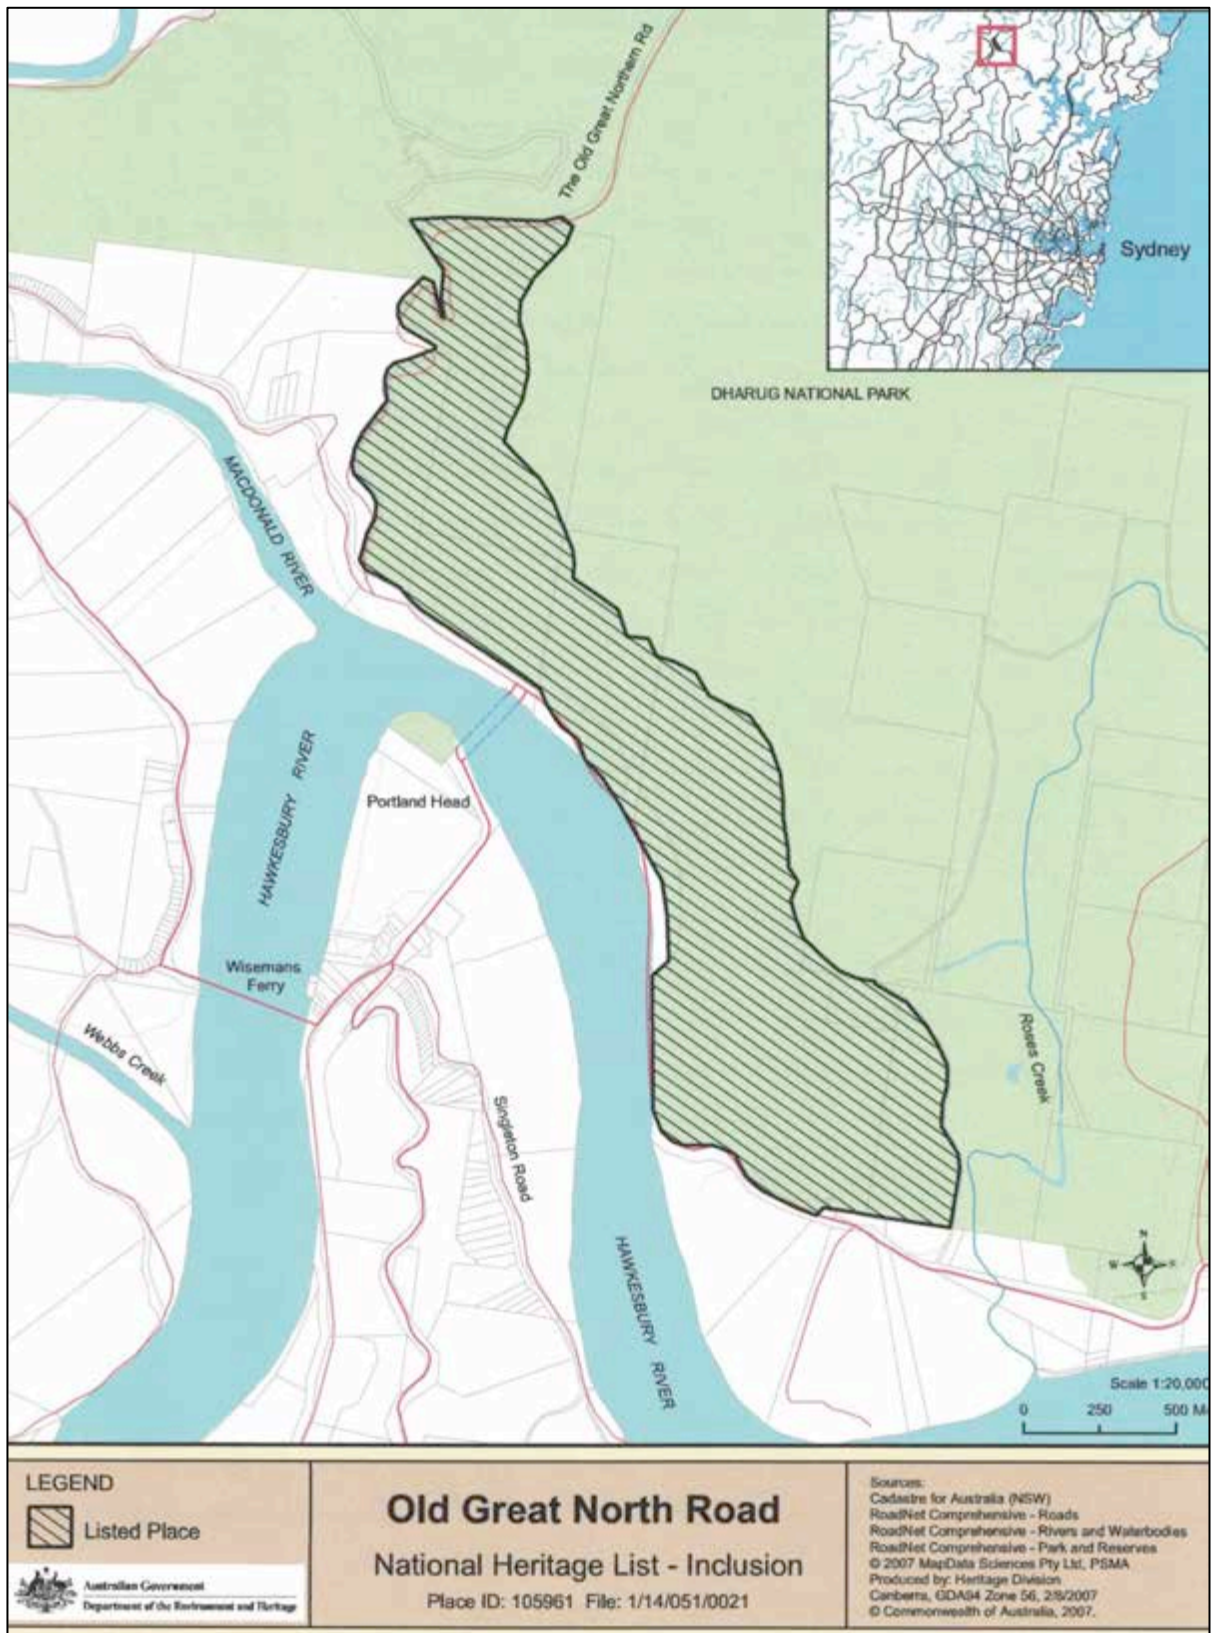 The Old Great Northern Rd
Sydney
DHARUG NATIONAL PARK
MACDONALD RIVER
HAWKESBURY RIVER
Portland Head
Wisemans
Ferry
Webbs Creek
Singleton Road
Roses Creek
HAWKESBURY RIVER
N
W
E
S
Scale 1:20,000
0 250 500 M
LEGEND
Listed Place
Australian Government
Department of the Environment and Heritage
Old Great North Road
National Heritage List - Inclusion
Place ID: 105961 File: 1/14/051/0021
Sources:
Cadastre for Australia (NSW)
RoadNet Comprehensive - Roads
RoadNet Comprehensive - Rivers and Waterbodies
RoadNet Comprehensive - Park and Reserves
© 2007 MapData Sciences Pty Ltd, PSMA
Produced by: Heritage Division
Canberra, GDA94 Zone 56, 2/8/2007
© Commonwealth of Australia, 2007.